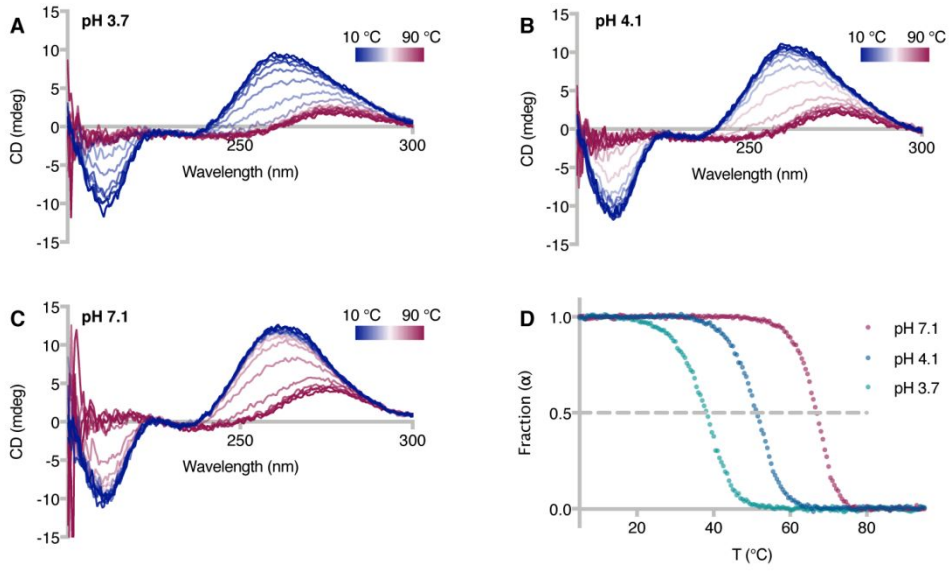 A
pH 3.7
10 °C 90 °C
15
10
5
0
-5
-10
-15
CD (mdeg)
250
300
Wavelength (nm)
B
pH 4.1
10 °C 90 °C
15
10
5
0
-5
-10
-15
CD (mdeg)
250
300
Wavelength (nm)
C
pH 7.1
10 °C 90 °C
15
10
5
0
-5
-10
-15
CD (mdeg)
250
300
Wavelength (nm)
D
1.0
0.5
0.0
Fraction (α)
20
40
60
80
T (°C)
pH 7.1
pH 4.1
pH 3.7